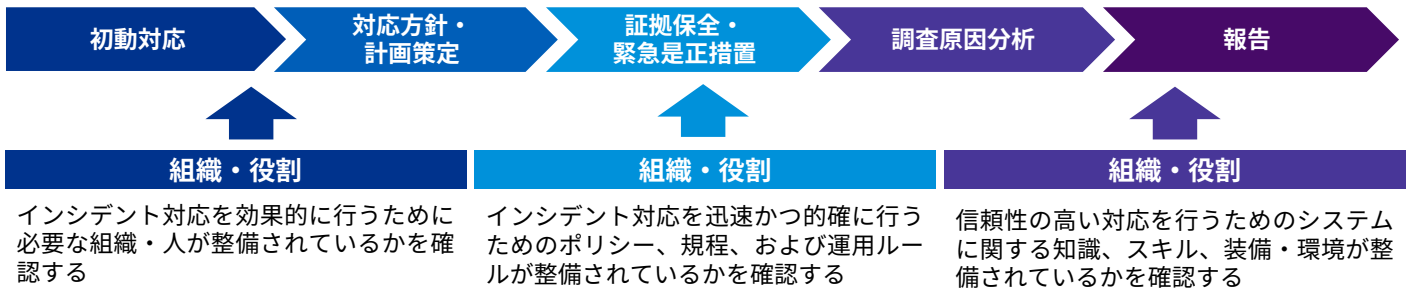 初動対応
対応方針・
計画策定
証拠保全・
緊急是正措置
調査原因分析
報告
組織・役割
インシデント対応を効果的に行うために
必要な組織・人が整備されているかを確
認する
組織・役割
インシデント対応を迅速かつ的確に行う
ためのポリシー、規程、および運用ルー
ルが整備されているかを確認する
組織・役割
信頼性の高い対応を行うためのシステム
に関する知識、スキル、装備・環境が整
備されているかを確認する